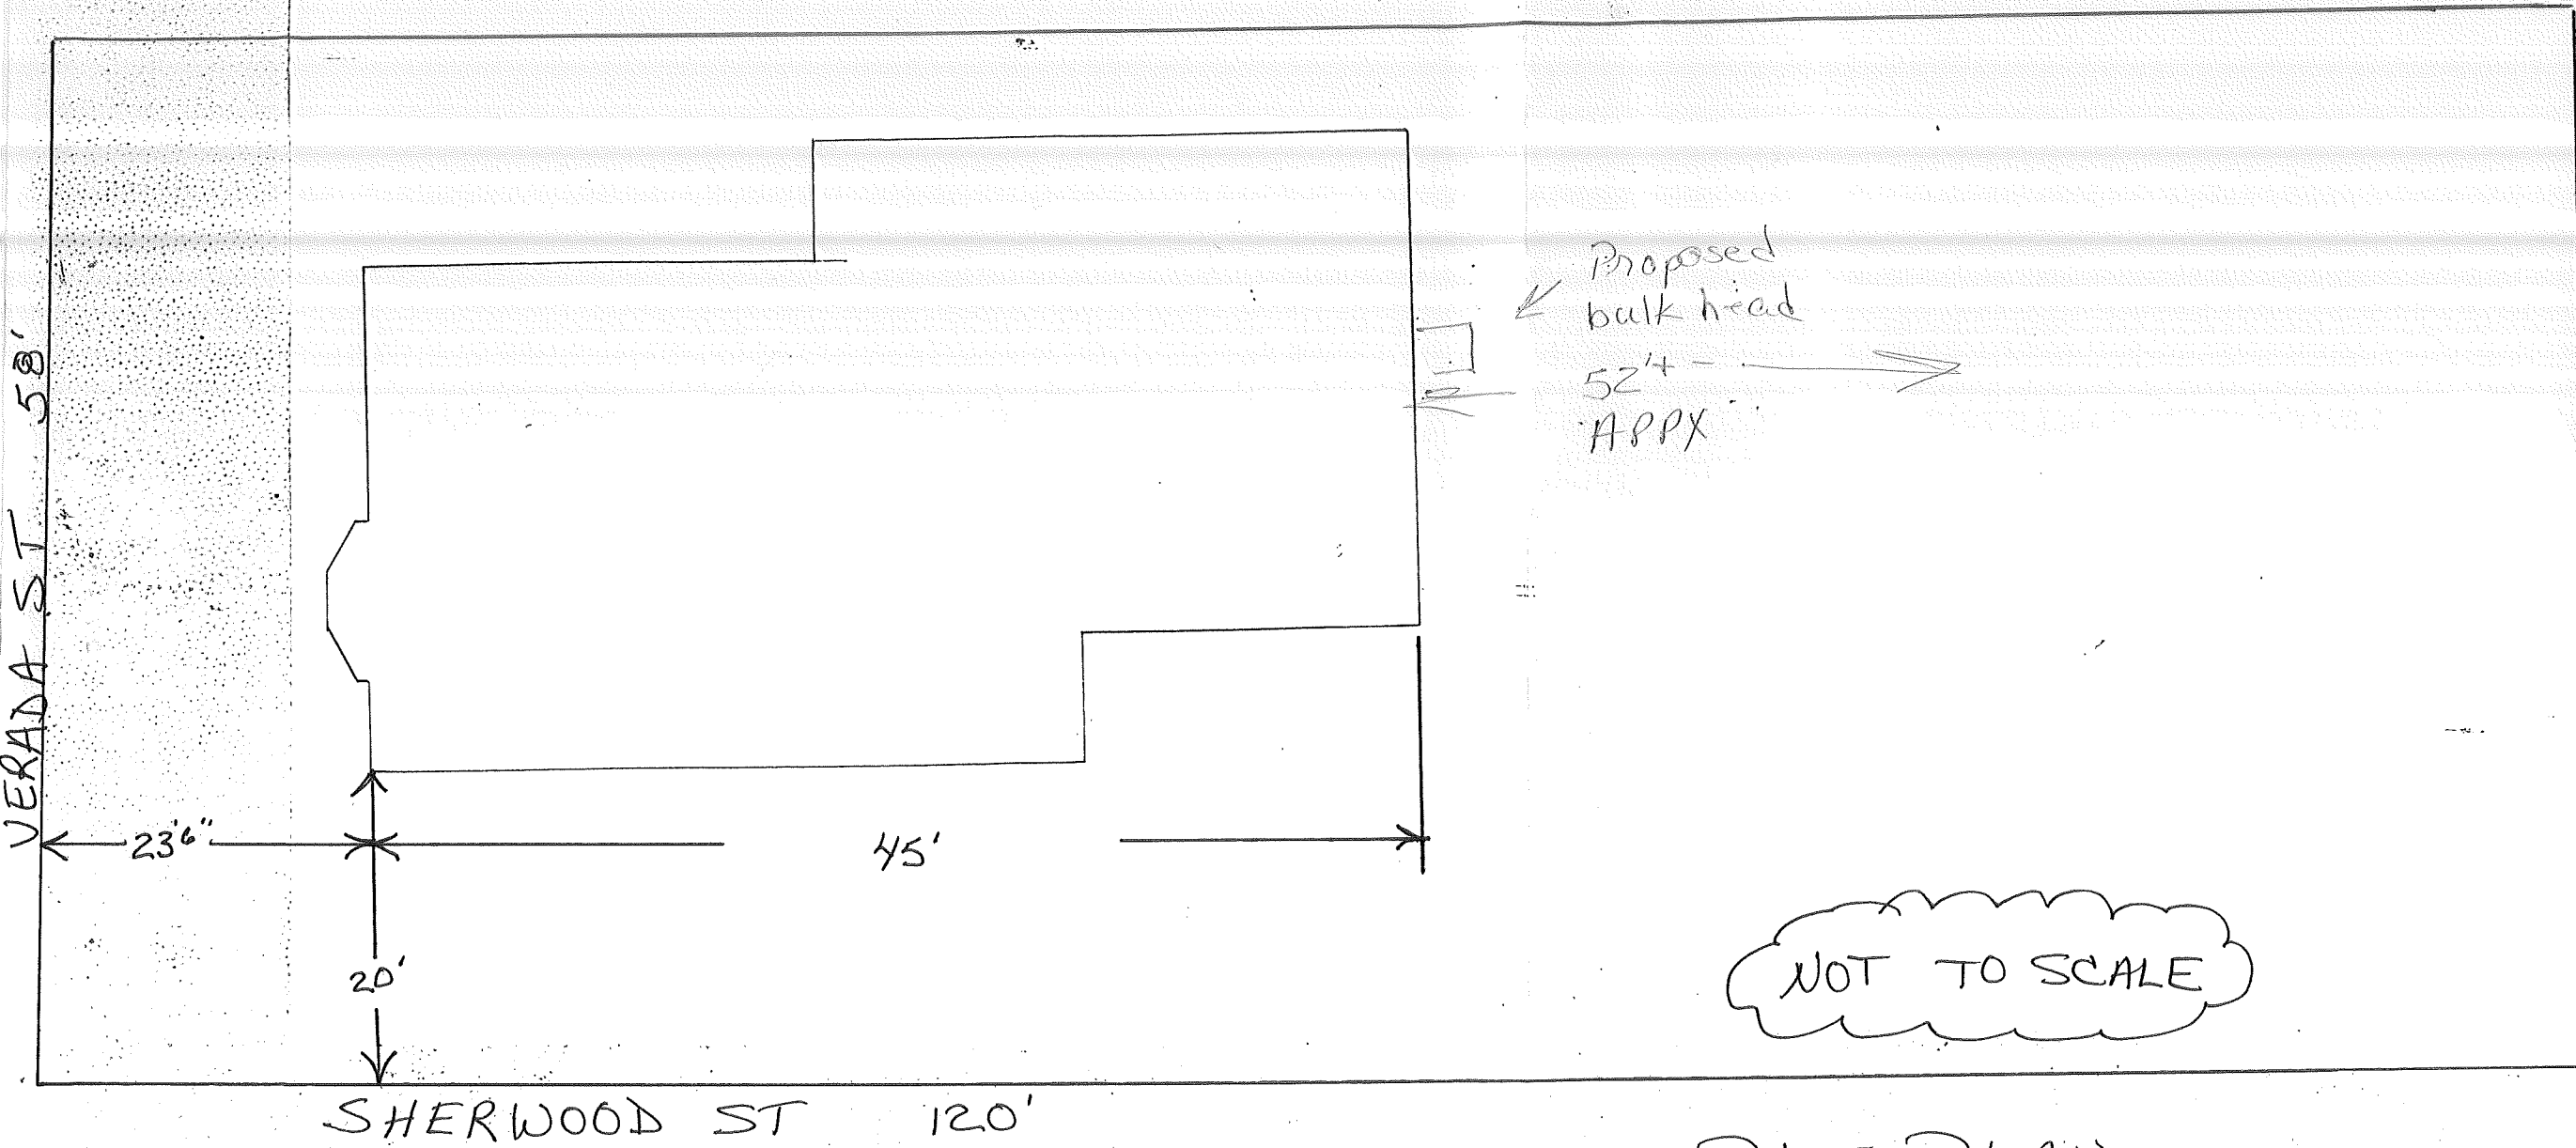 Proposed
bulk head
52'+-
APPX
VERADA ST 58'
23'6"
45'
20'
NOT TO SCALE
SHERWOOD ST 120'